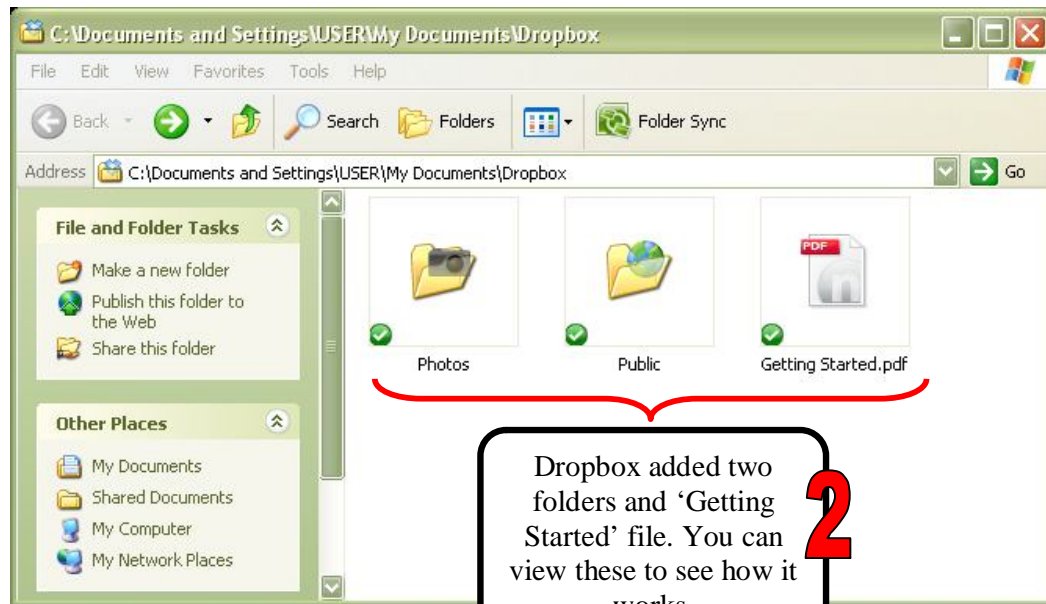 C:\Documents and Settings\USER\My Documents\Dropbox
File Edit View Favorites Tools Help
Back Search Folders Folder Sync
Address C:\Documents and Settings\USER\My Documents\Dropbox Go
File and Folder Tasks
Make a new folder
Publish this folder to
the Web
Share this folder
Other Places
My Documents
Shared Documents
My Computer
My Network Places
PDF
Photos Public Getting Started.pdf
Dropbox added two
folders and ‘Getting
Started’ file. You can
view these to see how it
works
2